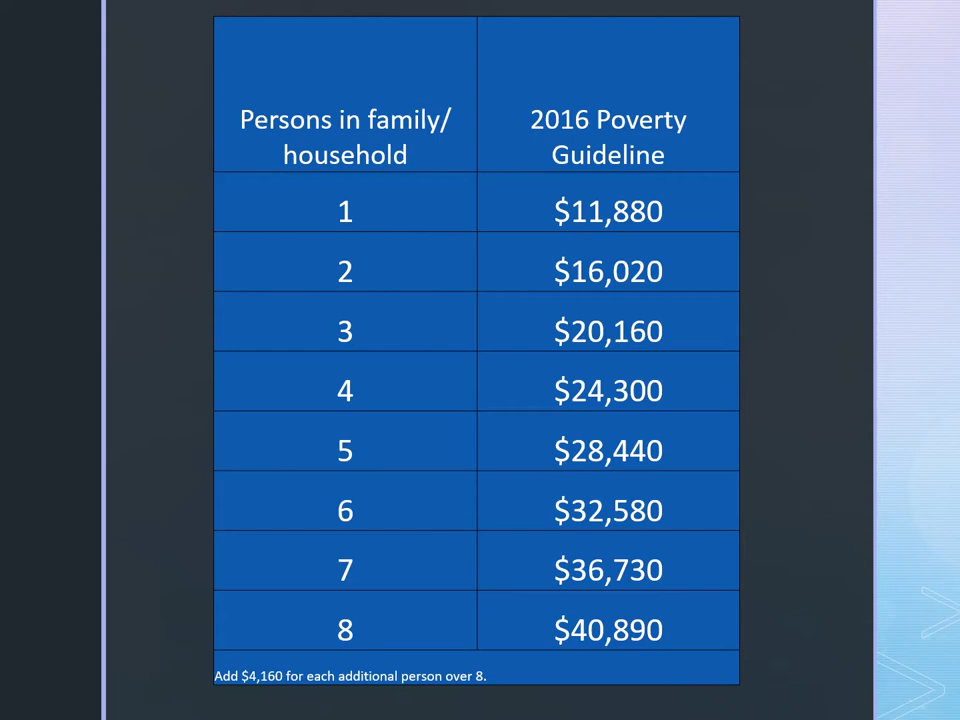 Persons in family/ household
2016 Poverty Guideline
1 $11,880
2 $16,020
3 $20,160
4 $24,300
5 $28,440
6 $32,580
7 $36,730
8 $40,890
Add $4,160 for each additional person over 8.